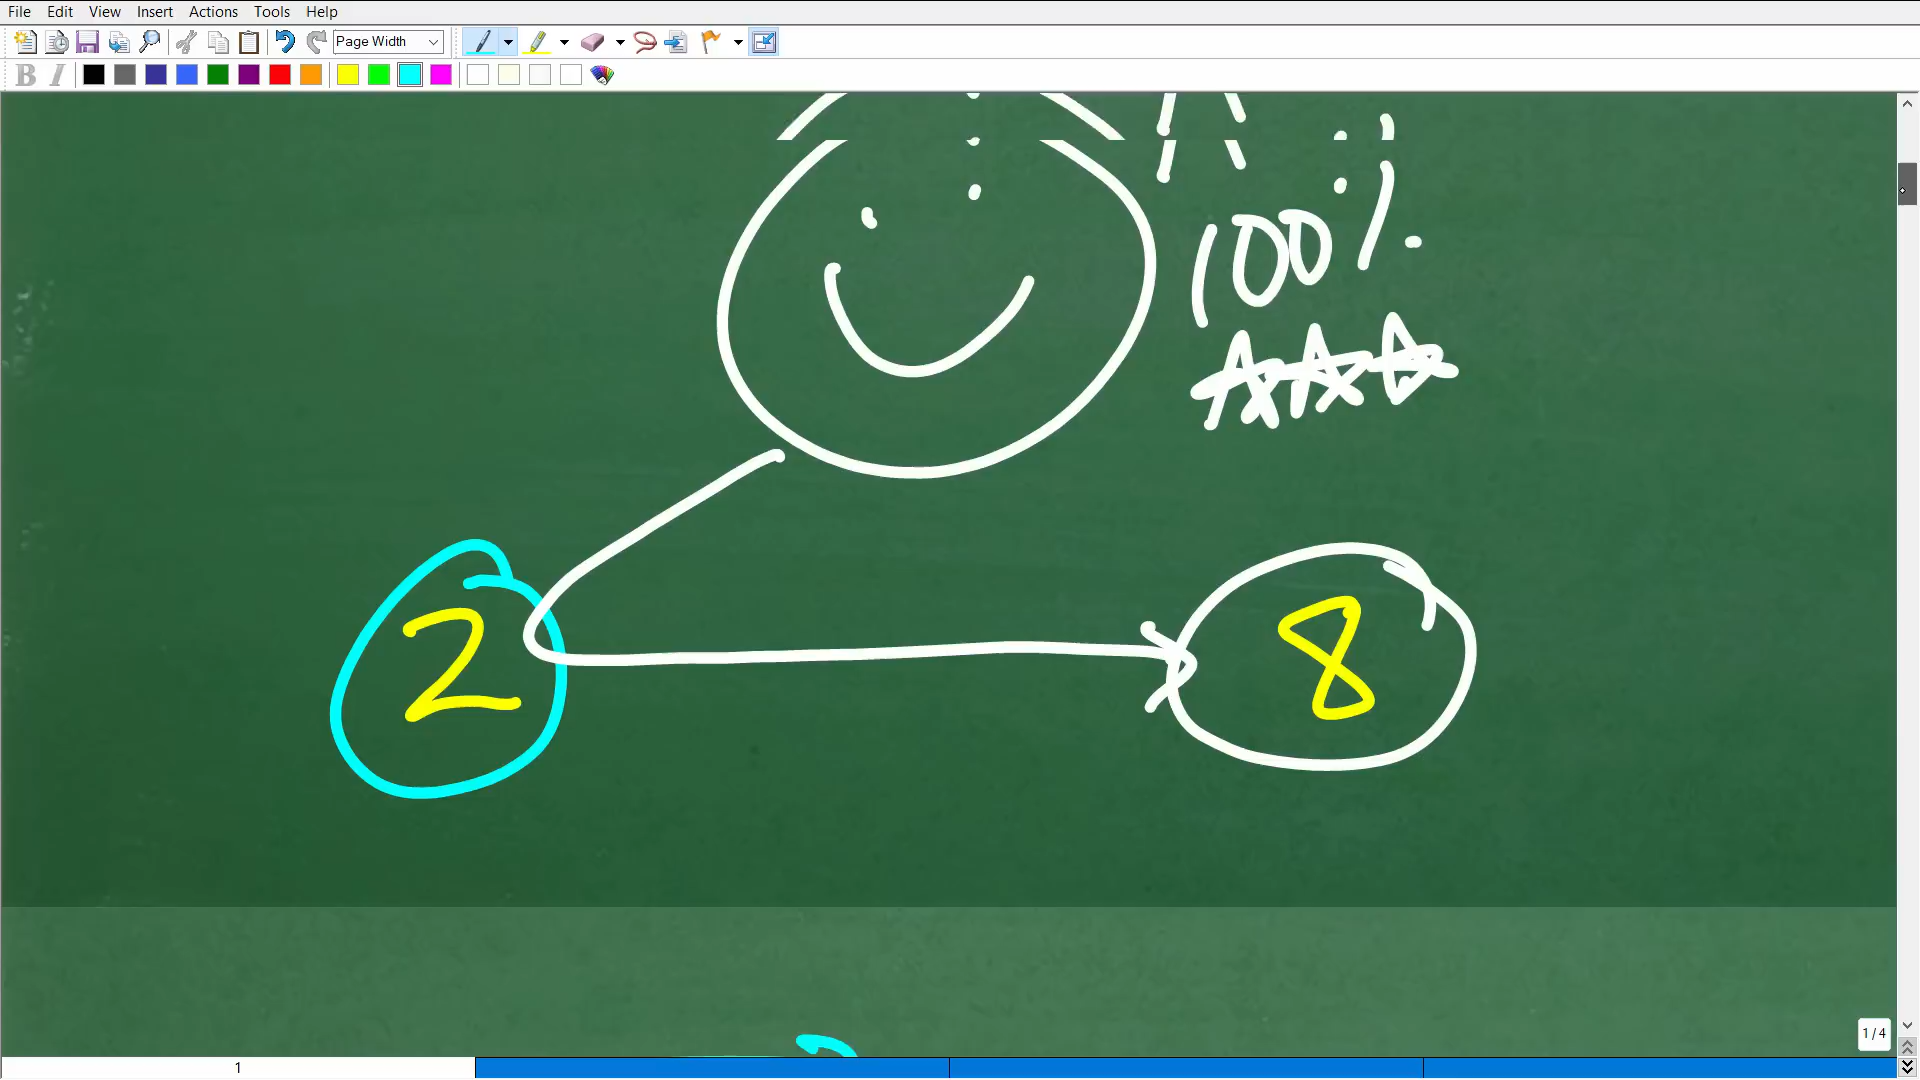 File Edit View Insert Actions Tools Help
Page Width
B I
100%
2 8
1 / 4
1